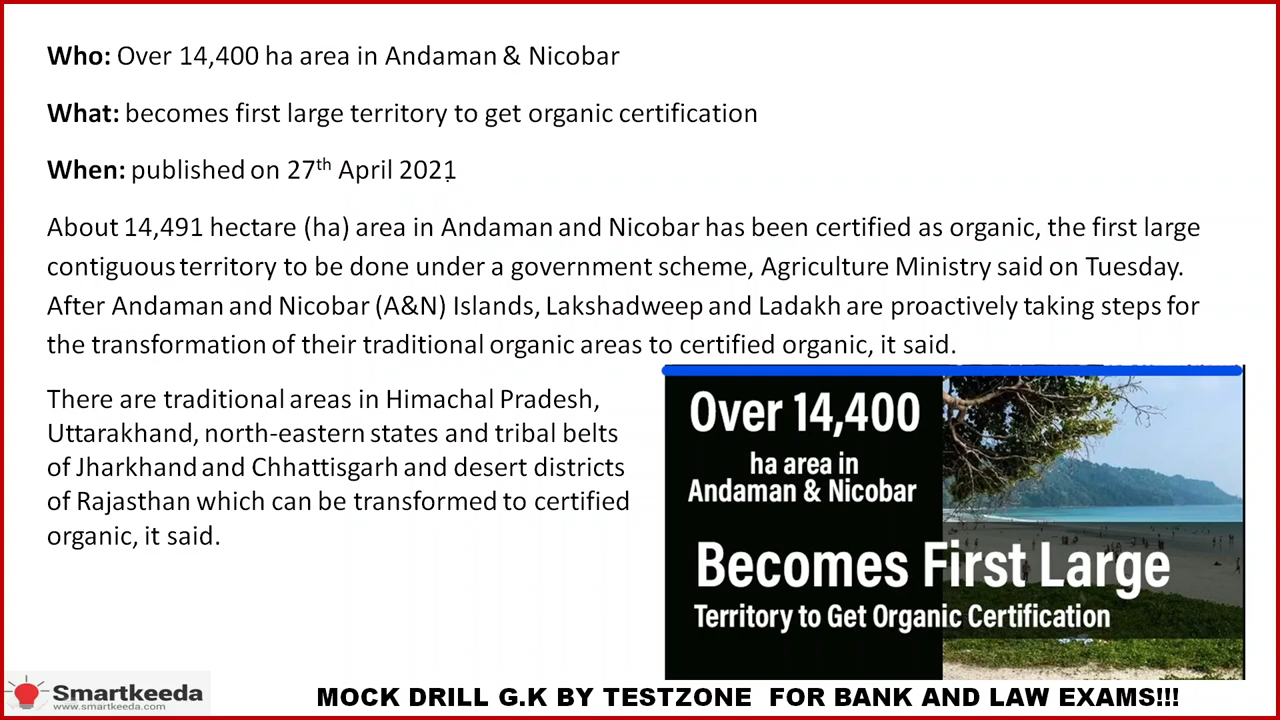 Who: Over 14,400 ha area in Andaman & Nicobar
What: becomes first large territory to get organic certification
When: published on 27th April 2021
About 14,491 hectare (ha) area in Andaman and Nicobar has been certified as organic, the first large
contiguous territory to be done under a government scheme, Agriculture Ministry said on Tuesday.
After Andaman and Nicobar (A&N) Islands, Lakshadweep and Ladakh are proactively taking steps for
the transformation of their traditional organic areas to certified organic, it said.
There are traditional areas in Himachal Pradesh,
Uttarakhand, north-eastern states and tribal belts
of Jharkhand and Chhattisgarh and desert districts
of Rajasthan which can be transformed to certified
organic, it said.
Over 14,400
ha area in
Andaman & Nicobar
Becomes First Large
Territory to Get Organic Certification
Smartkeeda
www.smartkeeda.com
MOCK DRILL G.K BY TESTZONE FOR BANK AND LAW EXAMS!!!